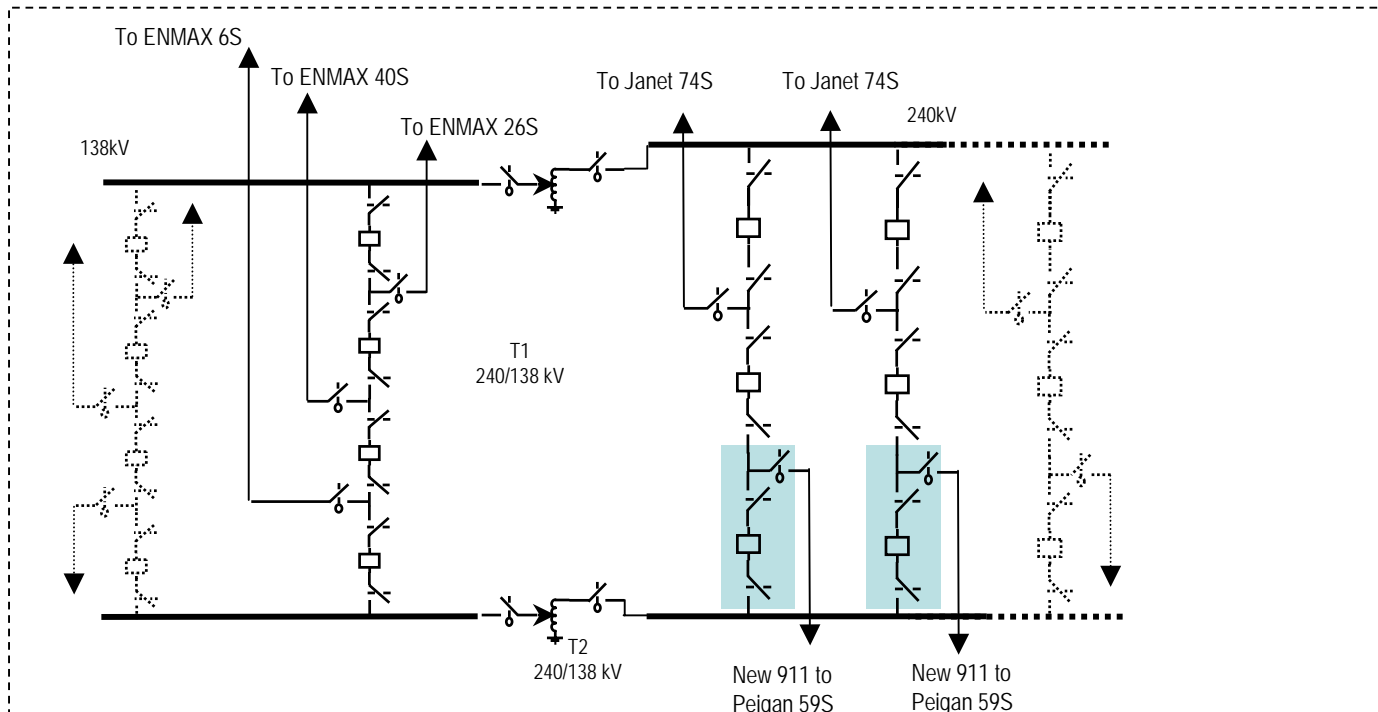 To ENMAX 6S
To ENMAX 40S
To ENMAX 26S
To Janet 74S
To Janet 74S
138kV
240kV
T1
240/138 kV
T2
240/138 kV
New 911 to
Peigan 59S
New 911 to
Peigan 59S